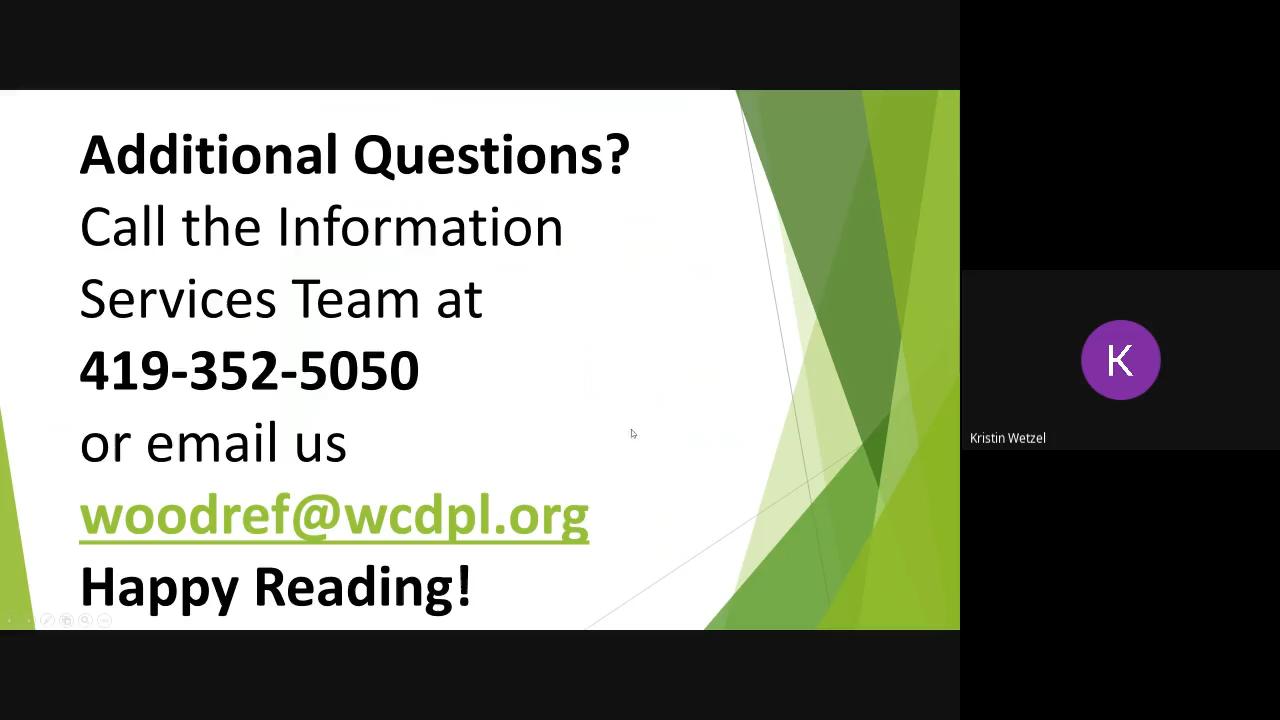 Additional Questions?
Call the Information
Services Team at
419-352-5050
or email us
woodref@wcdpl.org
Happy Reading!
K
Kristin Wetzel